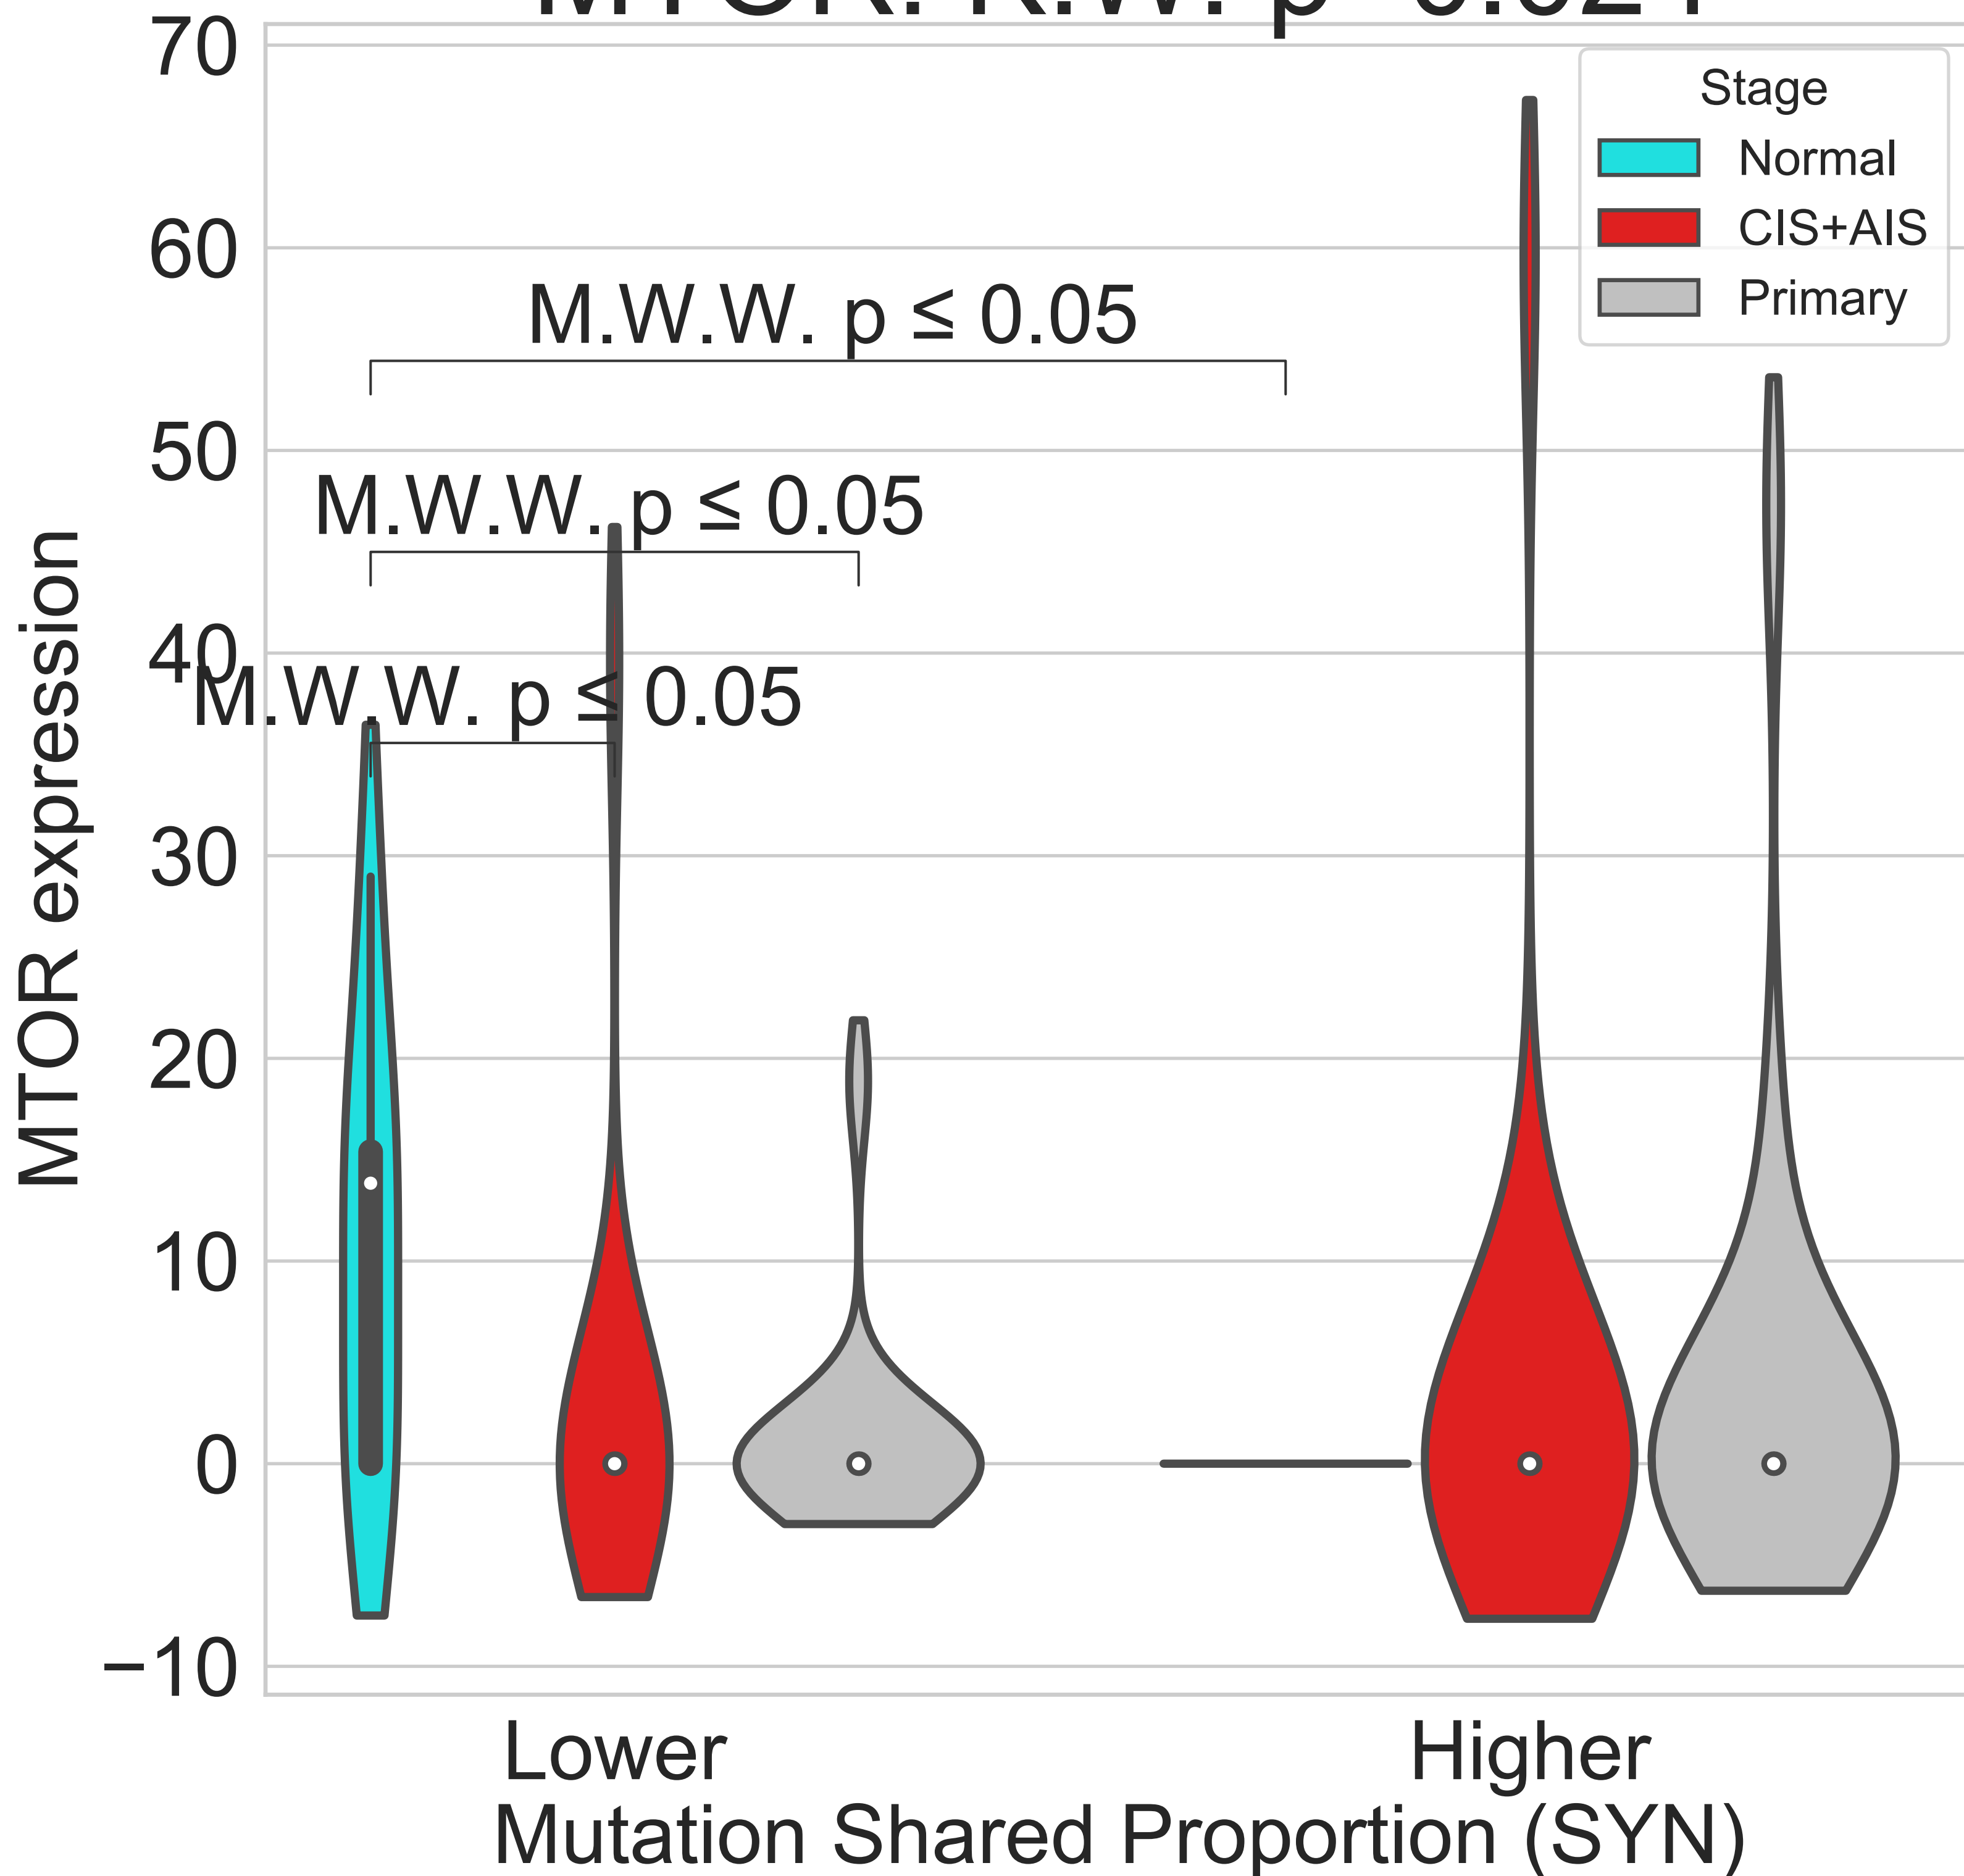 70
Stage
Normal
CIS+AIS
Primary
60
M.W.W. p ≤ 0.05
50
M.W.W. p ≤ 0.05
40
M.W.W. p ≤ 0.05
30
20
10
0
−10
MTOR expression
Lower
Higher
Mutation Shared Proportion (SYN)